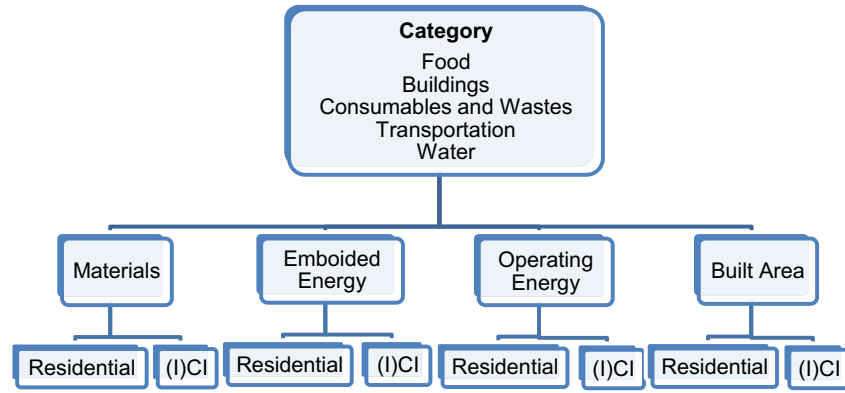 Category
Food
Buildings
Consumables and Wastes
Transportation
Water
Materials
Emboided
Energy
Operating
Energy
Built Area
Residential
(I)CI
Residential
(I)CI
Residential
(I)CI
Residential
(I)CI